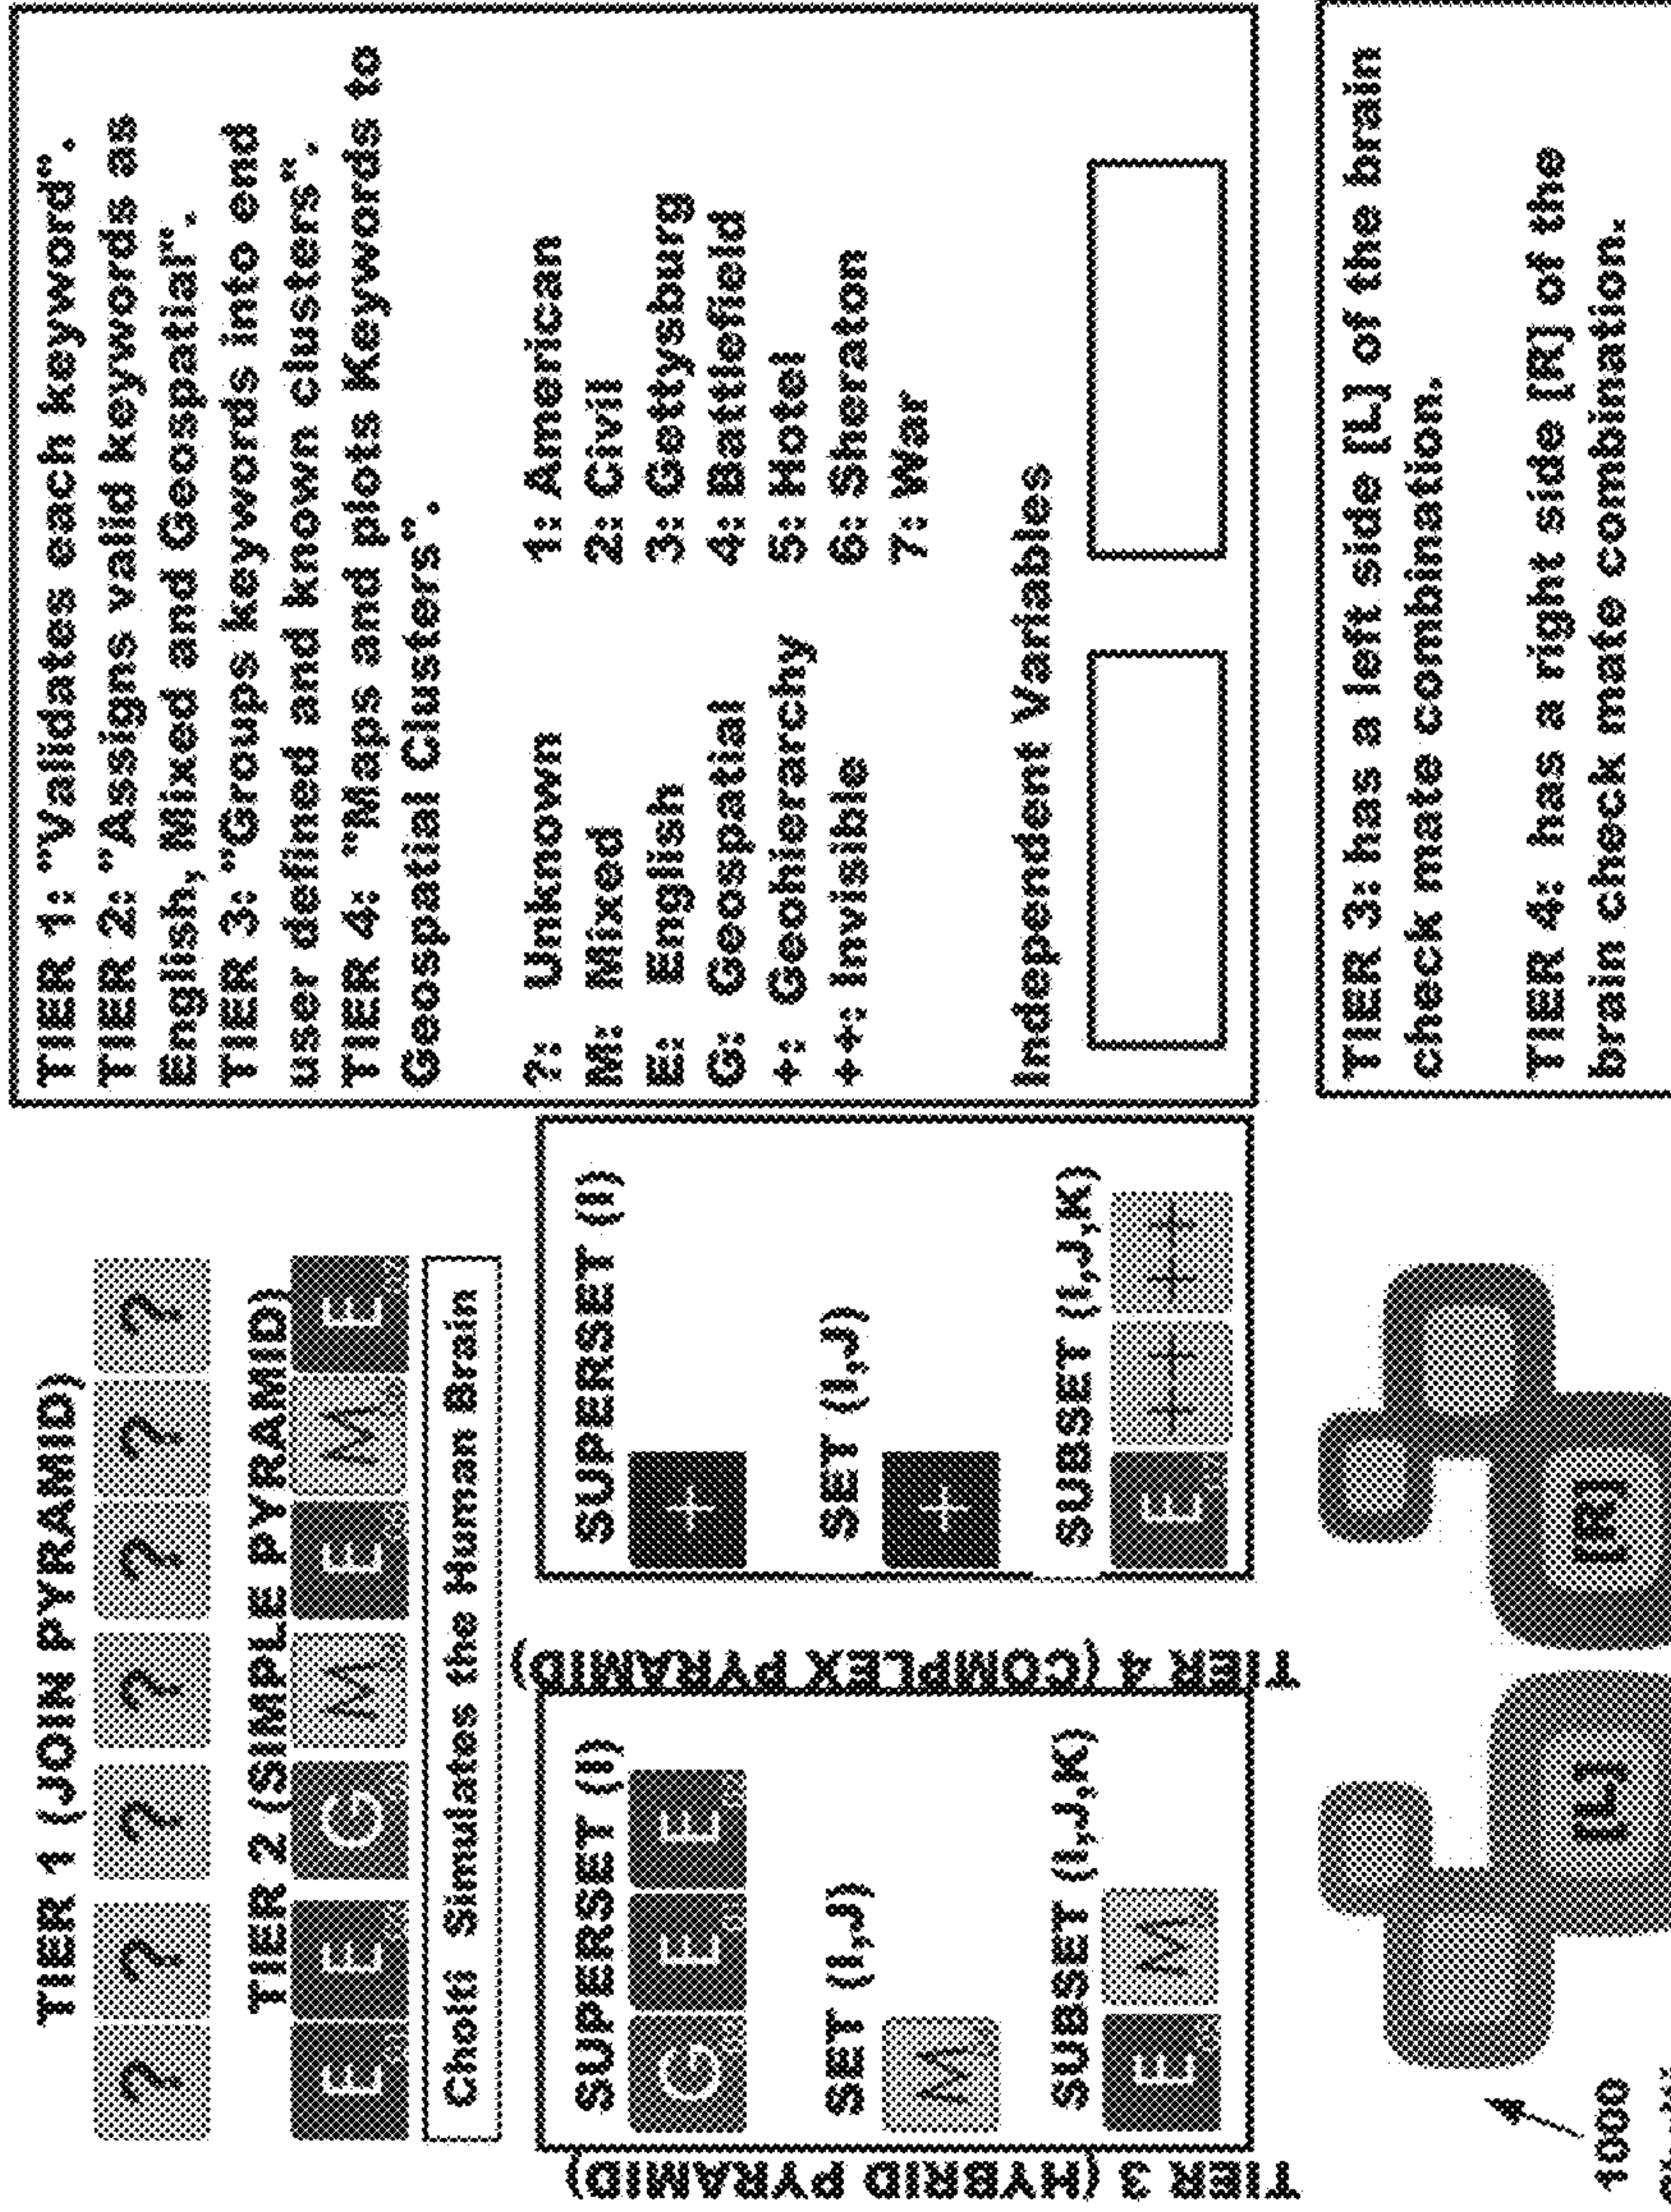 TIER 1 (JOIN PYRAMID)
? ? ? ? ? ? ?
TIER 2 (SIMPLE PYRAMID)
E E G M E M E
Cholti Simulates the Human Brain
TIER 3 (HYBRID PYRAMID)
SUPERSET (I)
G E E
SET (I,J)
M
SUBSET (I,J,K)
E M
TIER 4 (COMPLEX PYRAMID)
SUPERSET (I)
+
SET (I,J)
+
SUBSET (I,J,K)
E ++ ++
TIER 1: "Validates each keyword".
TIER 2: "Assigns valid keywords as
English, Mixed and Geospatial".
TIER 3: "Groups keywords into end
user defined and known clusters".
TIER 4: "Maps and plots Keywords to
Geospatial Clusters".
?: Unknown
M: Mixed
E: English
G: Geospatial
+: Geohierarchy
++: Invisible
1: American
2: Civil
3: Gettysburg
4: Battlefield
5: Hotel
6: Sheraton
7: War
Independent Variables
1000
[L]
[R]
TIER 3: has a left side [L] of the brain
check mate combination.
TIER 4: has a right side [R] of the
brain check mate combination.